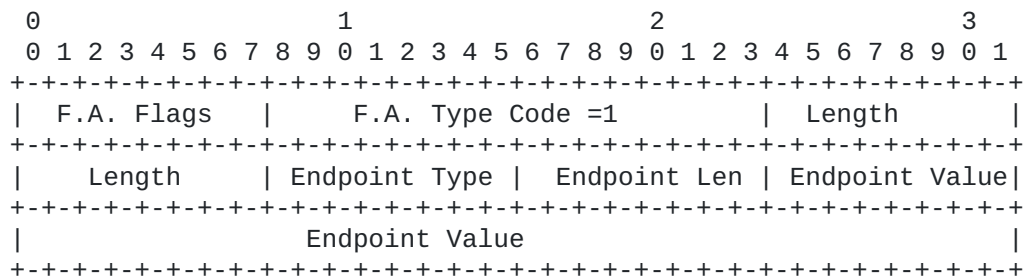 0                   1                   2                   3
 0 1 2 3 4 5 6 7 8 9 0 1 2 3 4 5 6 7 8 9 0 1 2 3 4 5 6 7 8 9 0 1
+-+-+-+-+-+-+-+-+-+-+-+-+-+-+-+-+-+-+-+-+-+-+-+-+-+-+-+-+-+-+-+-+
|  F.A. Flags   |     F.A. Type Code =1         |  Length       |
+-+-+-+-+-+-+-+-+-+-+-+-+-+-+-+-+-+-+-+-+-+-+-+-+-+-+-+-+-+-+-+-+
|    Length     | Endpoint Type |  Endpoint Len | Endpoint Value|
+-+-+-+-+-+-+-+-+-+-+-+-+-+-+-+-+-+-+-+-+-+-+-+-+-+-+-+-+-+-+-+-+
|                  Endpoint Value                               |
+-+-+-+-+-+-+-+-+-+-+-+-+-+-+-+-+-+-+-+-+-+-+-+-+-+-+-+-+-+-+-+-+